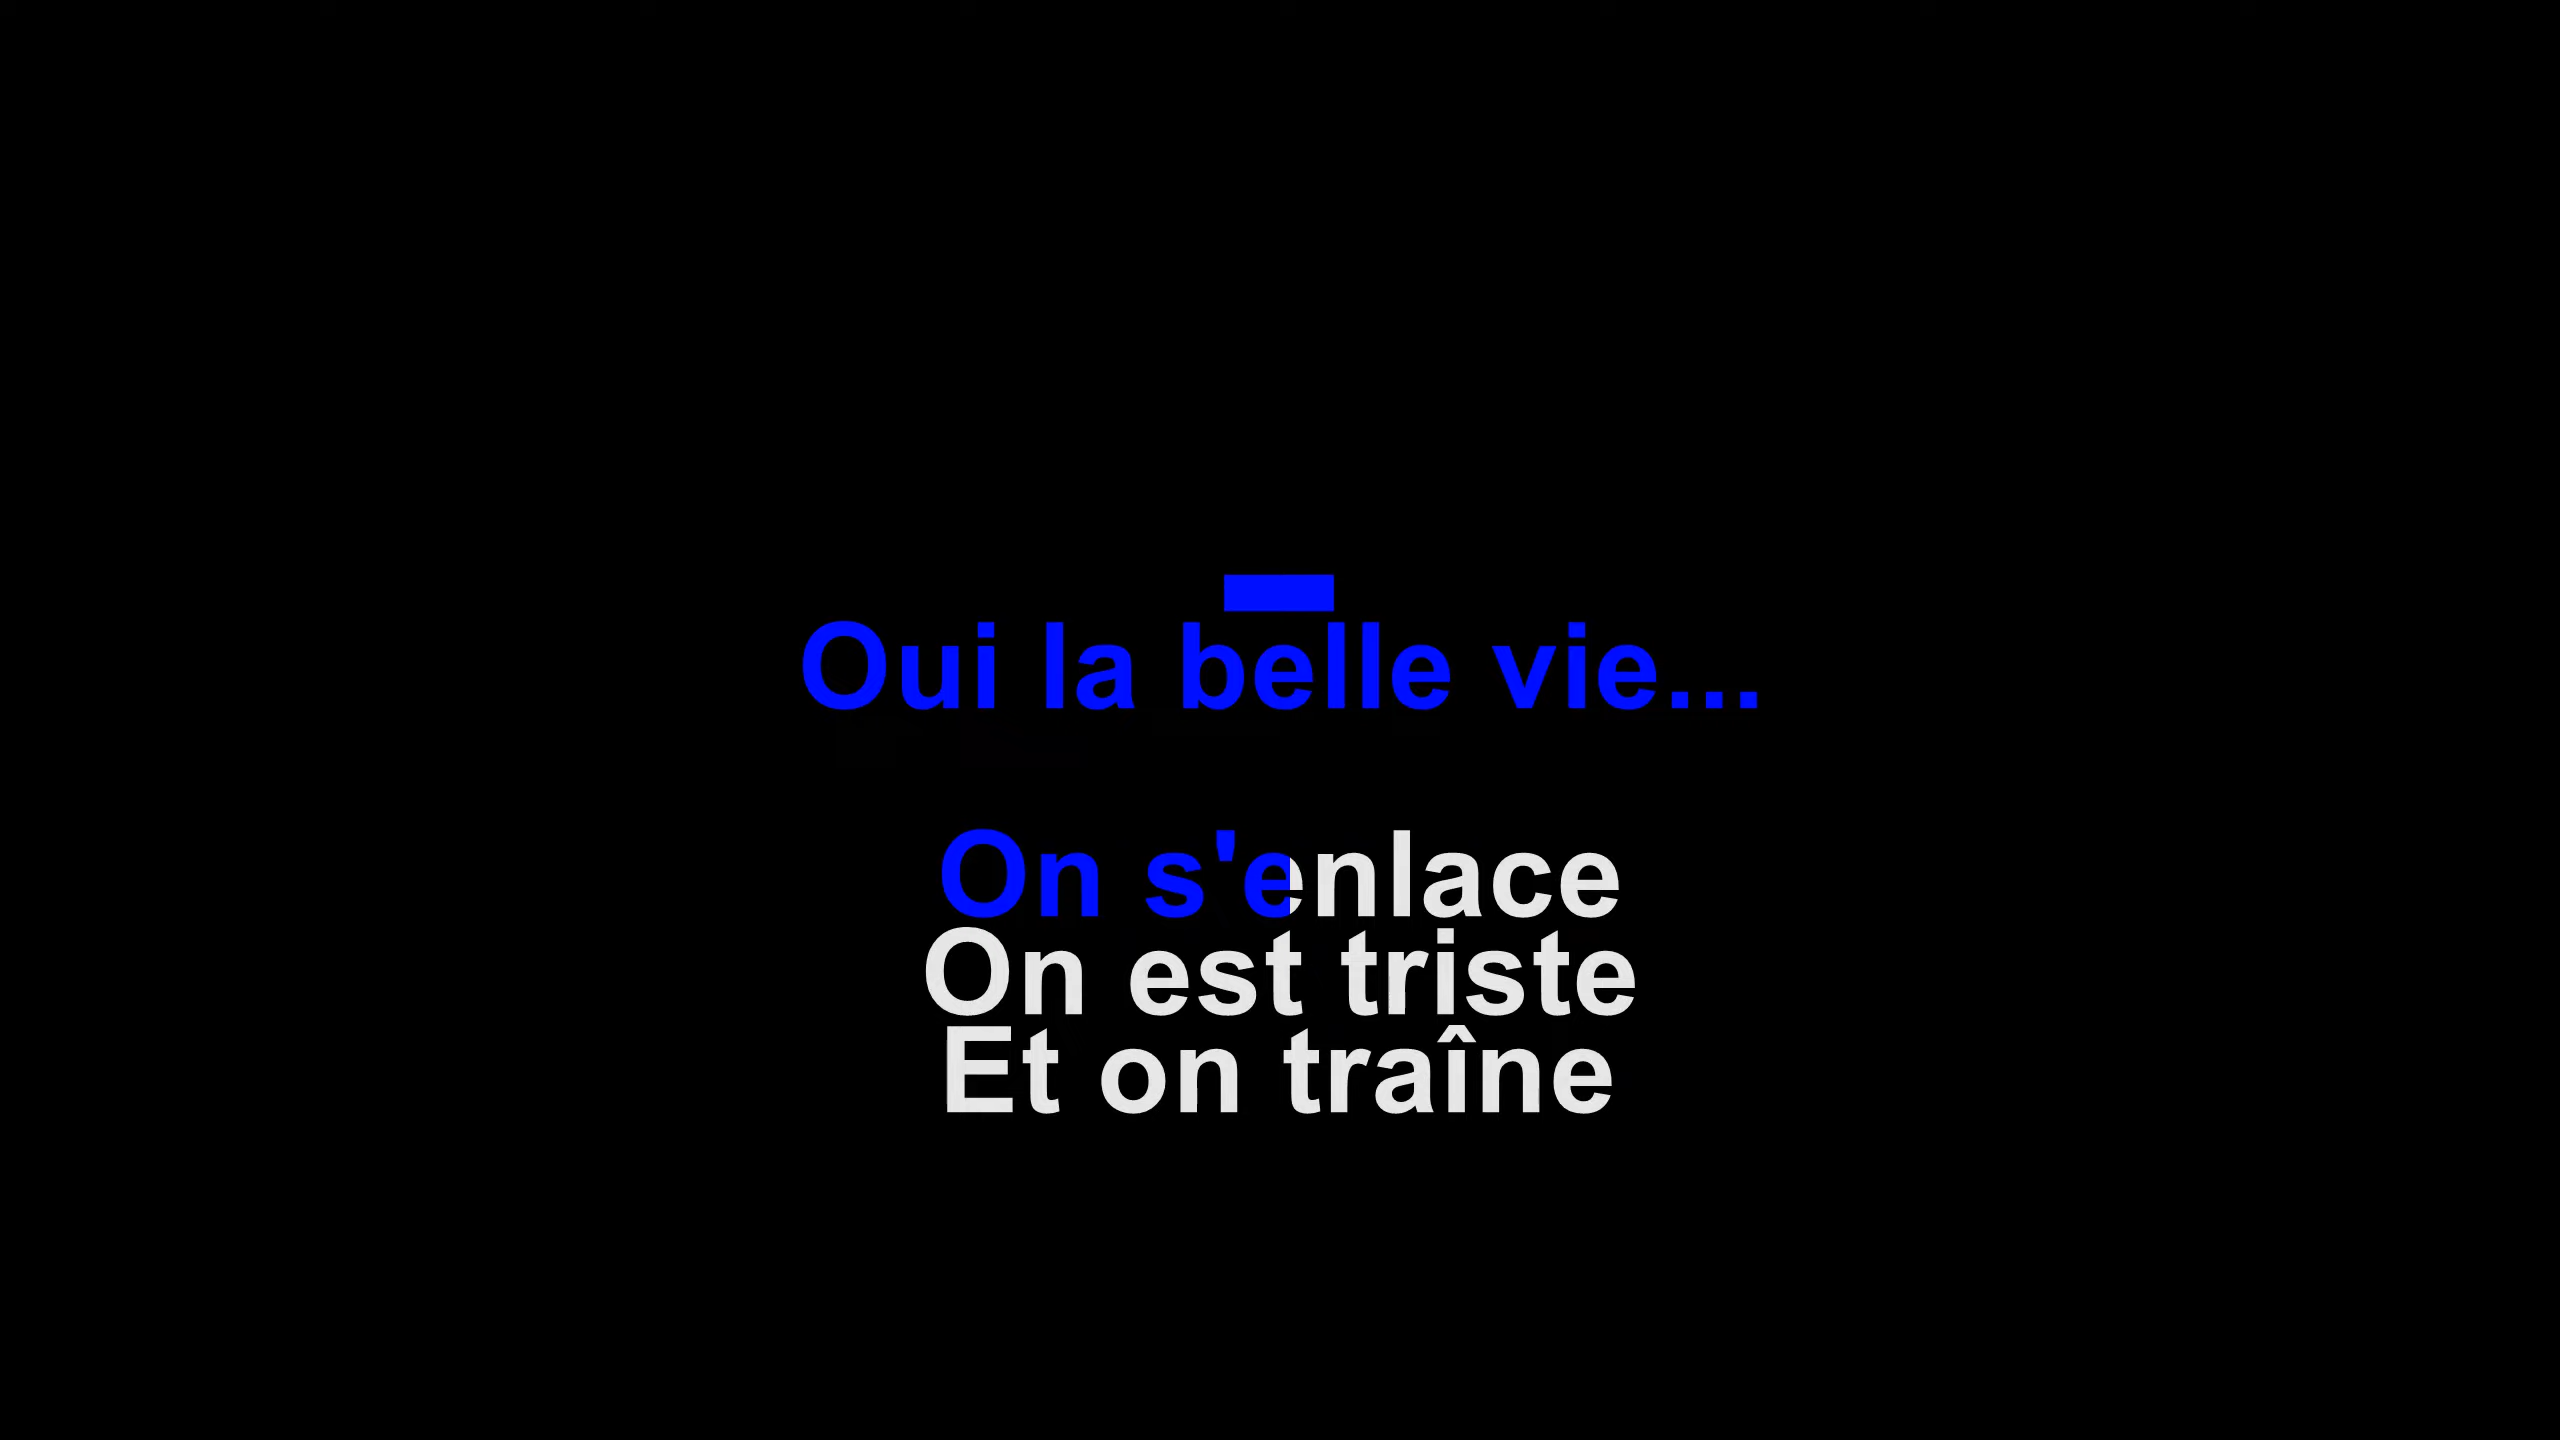 Oui la belle vie...
On s'enlace
On est triste
Et on traîne